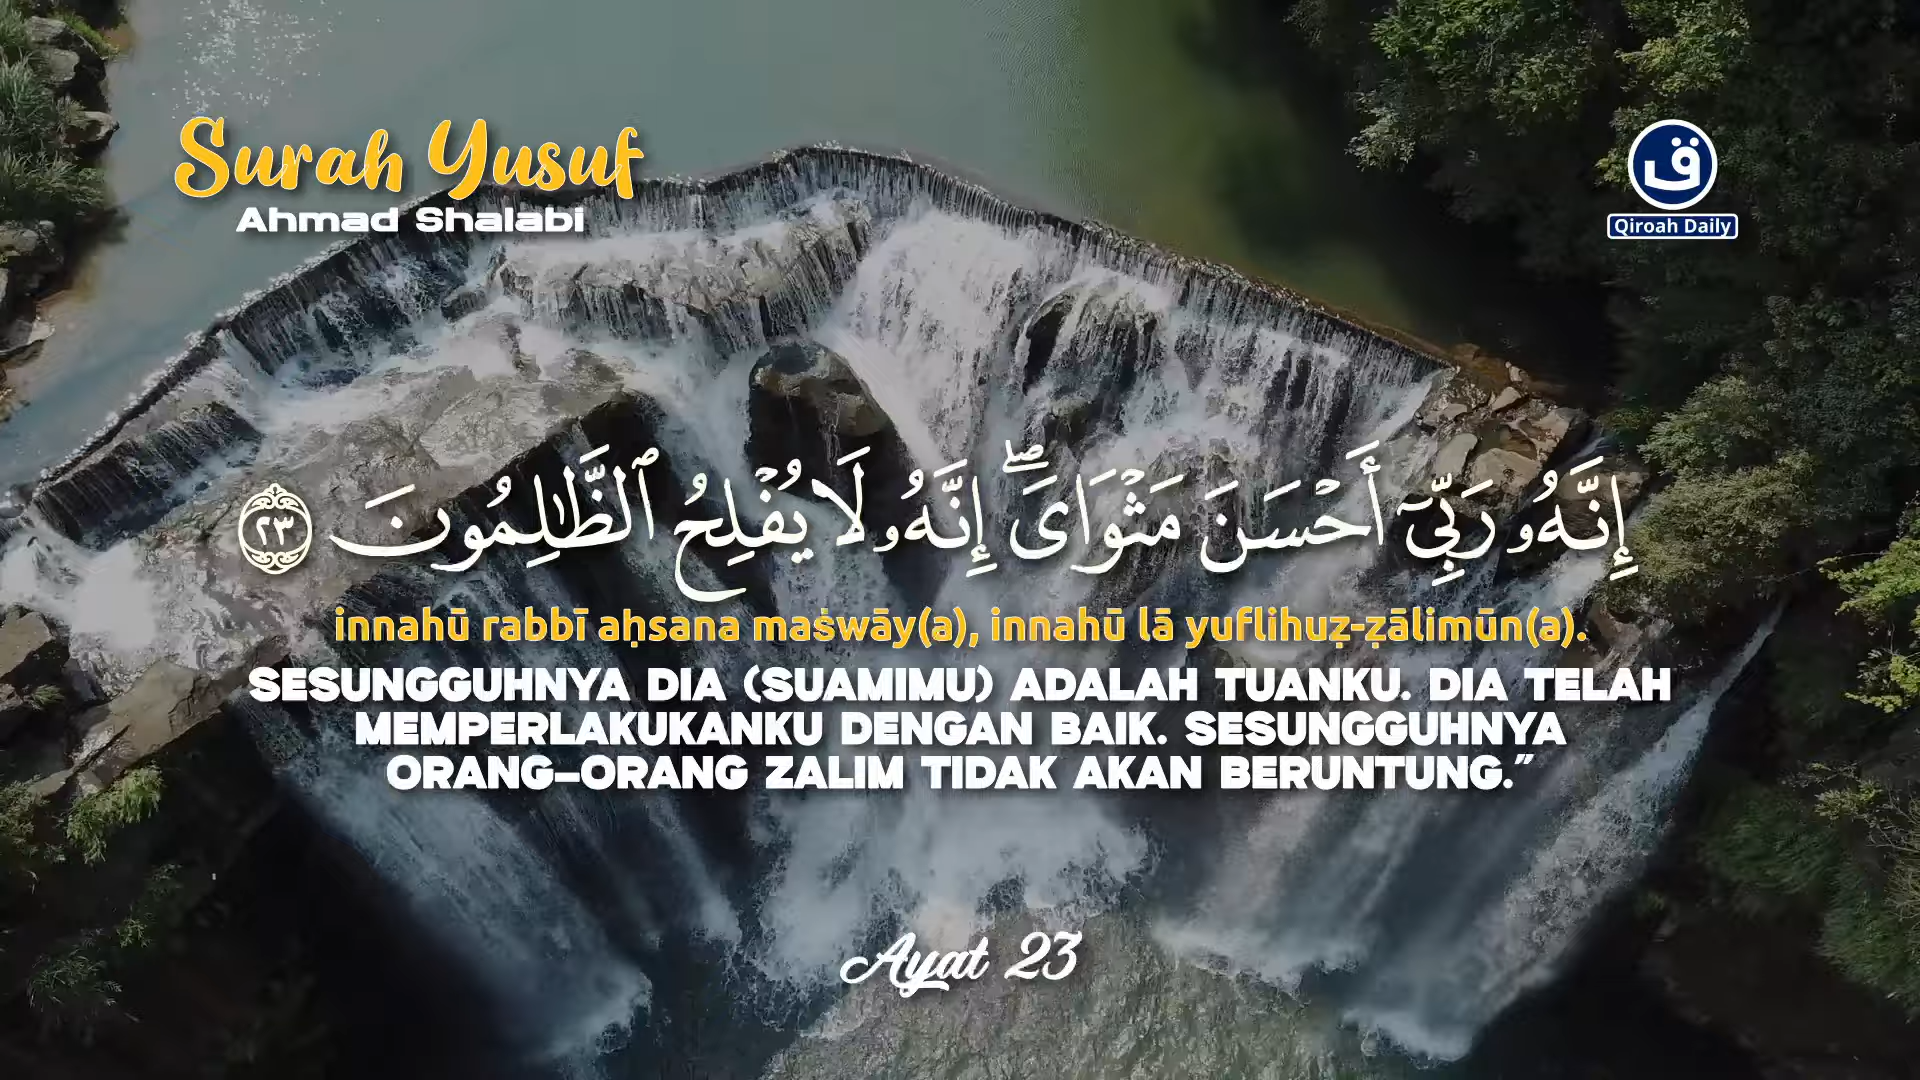 Surah Yusuf
Ahmad Shalabi
ق
Qiroah Daily
إِنَّهُۥ رَبِّىٓ أَحْسَنَ مَثْوَاىَ ۖ إِنَّهُۥ لَا يُفْلِحُ ٱلظَّـٰلِمُونَ ٢٣
innahū rabbī aḥsana maṡwāy(a), innahū lā yufliḥuẓ-ẓālimūn(a).
SESUNGGUHNYA DIA (SUAMIMU) ADALAH TUANKU. DIA TELAH
MEMPERLAKUKANKU DENGAN BAIK. SESUNGGUHNYA
ORANG-ORANG ZALIM TIDAK AKAN BERUNTUNG.”
Ayat 23